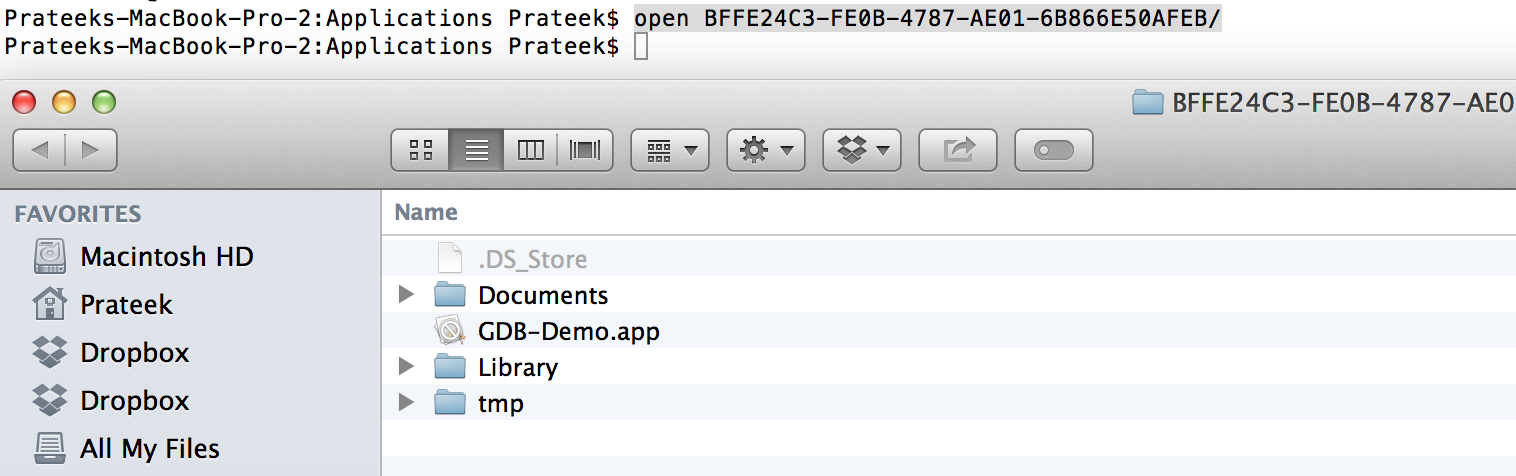 Prateeks-MacBook-Pro-2:Applications Prateek$ open BFFE24C3-FE0B-4787-AE01-6B866E50AFEB/
Prateeks-MacBook-Pro-2:Applications Prateek$
BFFE24C3-FE0B-4787-AE0
FAVORITES
Macintosh HD
Prateek
Dropbox
Dropbox
All My Files
Name
.DS_Store
Documents
GDB-Demo.app
Library
tmp